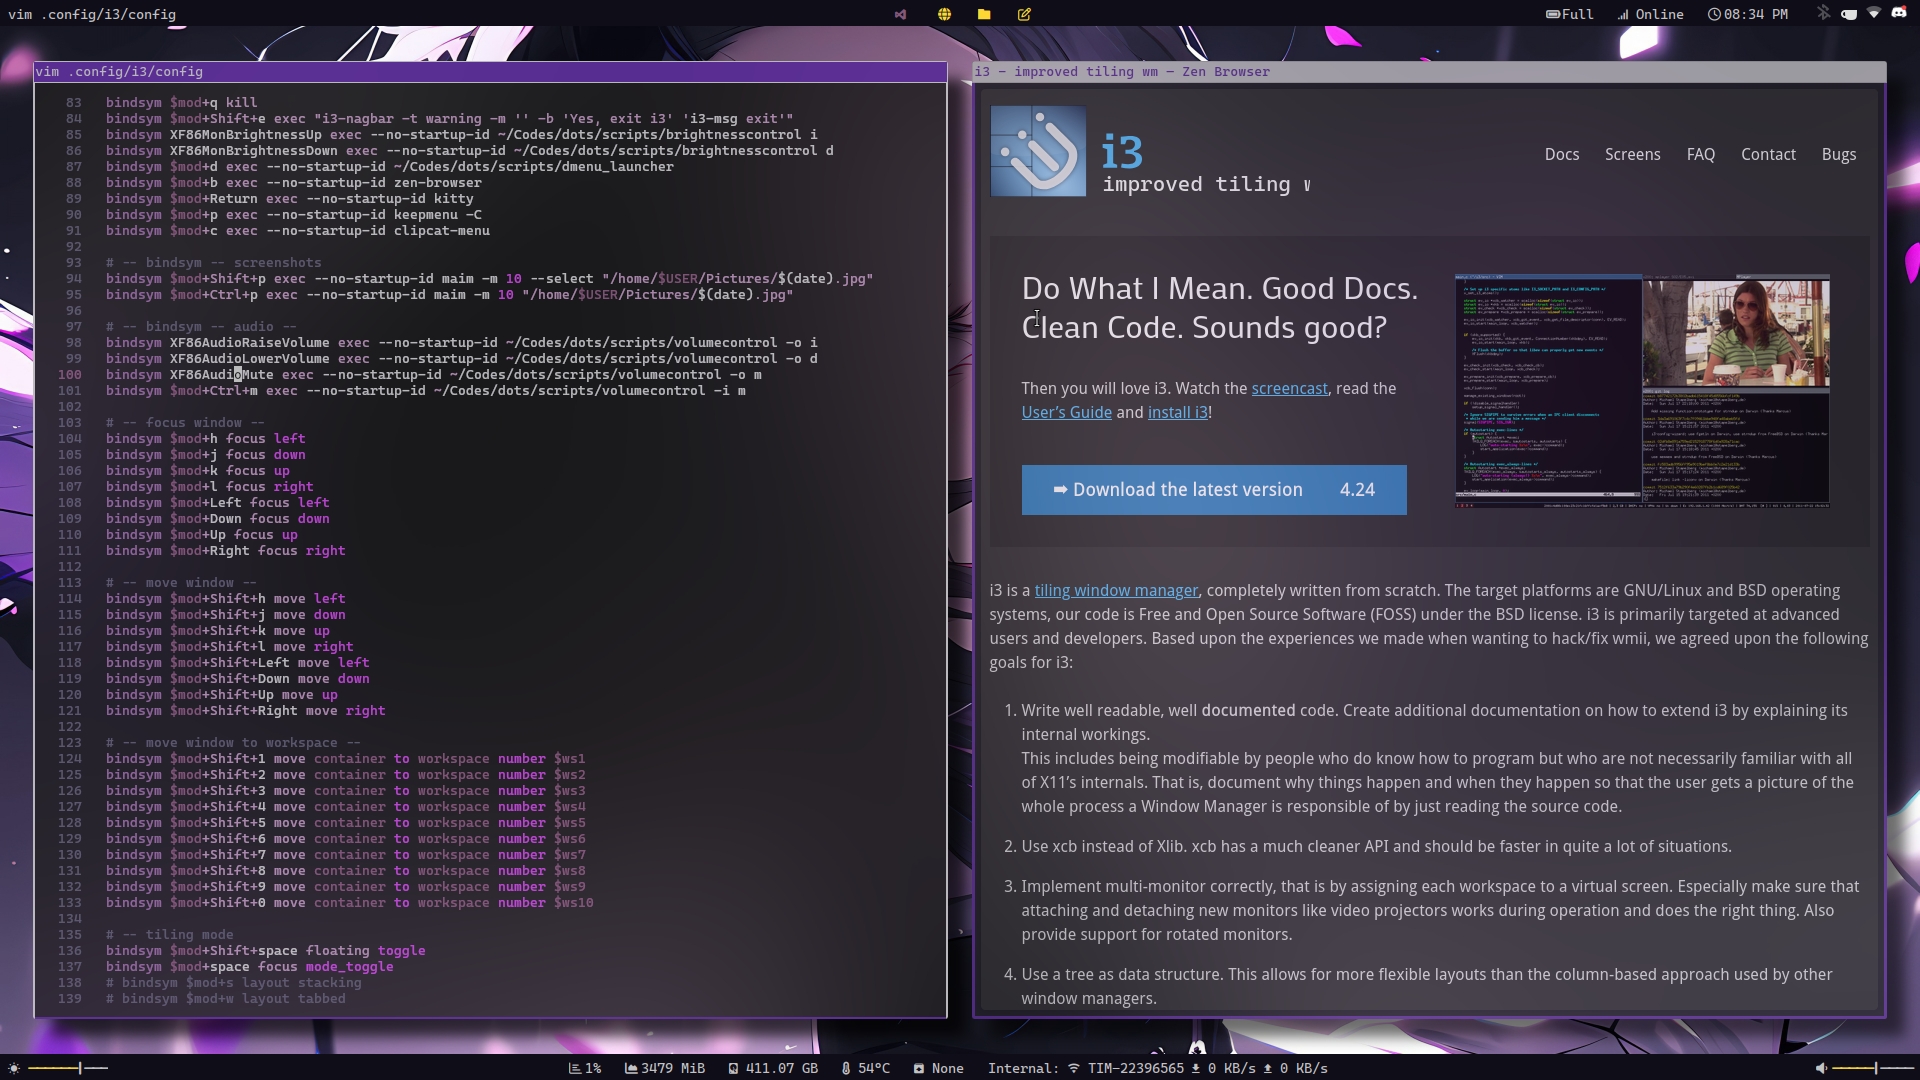 vim .config/i3/config
Full
Online
08:34 PM
vim .config/i3/config
83 bindsym $mod+q kill
84 bindsym $mod+Shift+e exec "i3-nagbar -t warning -m '' -b 'Yes, exit i3' 'i3-msg exit'"
85 bindsym XF86MonBrightnessUp exec --no-startup-id ~/Codes/dots/scripts/brightnesscontrol i
86 bindsym XF86MonBrightnessDown exec --no-startup-id ~/Codes/dots/scripts/brightnesscontrol d
87 bindsym $mod+d exec --no-startup-id ~/Codes/dots/scripts/dmenu_launcher
88 bindsym $mod+b exec --no-startup-id zen-browser
89 bindsym $mod+Return exec --no-startup-id kitty
90 bindsym $mod+p exec --no-startup-id keepmenu -C
91 bindsym $mod+c exec --no-startup-id clipcat-menu
92
93 # -- bindsym -- screenshots
94 bindsym $mod+Shift+p exec --no-startup-id maim -m 10 --select "/home/$USER/Pictures/$(date).jpg"
95 bindsym $mod+Ctrl+p exec --no-startup-id maim -m 10 "/home/$USER/Pictures/$(date).jpg"
96
97 # -- bindsym -- audio --
98 bindsym XF86AudioRaiseVolume exec --no-startup-id ~/Codes/dots/scripts/volumecontrol -o i
99 bindsym XF86AudioLowerVolume exec --no-startup-id ~/Codes/dots/scripts/volumecontrol -o d
100 bindsym XF86AudioMute exec --no-startup-id ~/Codes/dots/scripts/volumecontrol -o m
101 bindsym $mod+Ctrl+m exec --no-startup-id ~/Codes/dots/scripts/volumecontrol -i m
102
103 # -- focus window --
104 bindsym $mod+h focus left
105 bindsym $mod+j focus down
106 bindsym $mod+k focus up
107 bindsym $mod+l focus right
108 bindsym $mod+Left focus left
109 bindsym $mod+Down focus down
110 bindsym $mod+Up focus up
111 bindsym $mod+Right focus right
112
113 # -- move window --
114 bindsym $mod+Shift+h move left
115 bindsym $mod+Shift+j move down
116 bindsym $mod+Shift+k move up
117 bindsym $mod+Shift+l move right
118 bindsym $mod+Shift+Left move left
119 bindsym $mod+Shift+Down move down
120 bindsym $mod+Shift+Up move up
121 bindsym $mod+Shift+Right move right
122
123 # -- move window to workspace --
124 bindsym $mod+Shift+1 move container to workspace number $ws1
125 bindsym $mod+Shift+2 move container to workspace number $ws2
126 bindsym $mod+Shift+3 move container to workspace number $ws3
127 bindsym $mod+Shift+4 move container to workspace number $ws4
128 bindsym $mod+Shift+5 move container to workspace number $ws5
129 bindsym $mod+Shift+6 move container to workspace number $ws6
130 bindsym $mod+Shift+7 move container to workspace number $ws7
131 bindsym $mod+Shift+8 move container to workspace number $ws8
132 bindsym $mod+Shift+9 move container to workspace number $ws9
133 bindsym $mod+Shift+0 move container to workspace number $ws10
134
135 # -- tiling mode
136 bindsym $mod+Shift+space floating toggle
137 bindsym $mod+space focus mode_toggle
138 # bindsym $mod+s layout stacking
139 # bindsym $mod+w layout tabbed
i3 - improved tiling wm — Zen Browser
i3
improved tiling
Docs Screens FAQ Contact Bugs
Do What I Mean. Good Docs.
Clean Code. Sounds good?
Then you will love i3. Watch the screencast, read the
User's Guide and install i3!
➡ Download the latest version 4.24
i3 is a tiling window manager, completely written from scratch. The target platforms are GNU/Linux and BSD operating
systems, our code is Free and Open Source Software (FOSS) under the BSD license. i3 is primarily targeted at advanced
users and developers. Based upon the experiences we made when wanting to hack/fix wmii, we agreed upon the following
goals for i3:
1. Write well readable, well documented code. Create additional documentation on how to extend i3 by explaining its
internal workings.
This includes being modifiable by people who do know how to program but who are not necessarily familiar with all
of X11's internals. That is, document why things happen and when they happen so that the user gets a picture of the
whole process a Window Manager is responsible of by just reading the source code.
2. Use xcb instead of Xlib. xcb has a much cleaner API and should be faster in quite a lot of situations.
3. Implement multi-monitor correctly, that is by assigning each workspace to a virtual screen. Especially make sure that
attaching and detaching new monitors like video projectors works during operation and does the right thing. Also
provide support for rotated monitors.
4. Use a tree as data structure. This allows for more flexible layouts than the column-based approach used by other
window managers.
1% 3479 MiB 411.07 GB 54°C None Internal: TIM-22396565 0 KB/s 0 KB/s